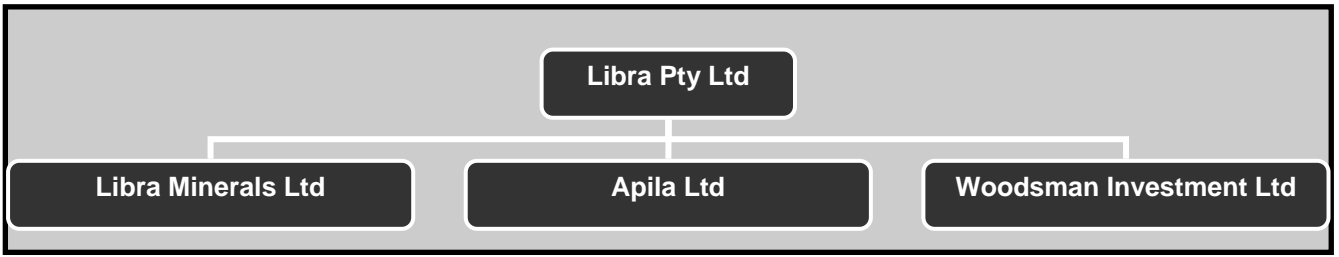 Libra Pty Ltd
Libra Minerals Ltd
Apila Ltd
Woodsman Investment Ltd